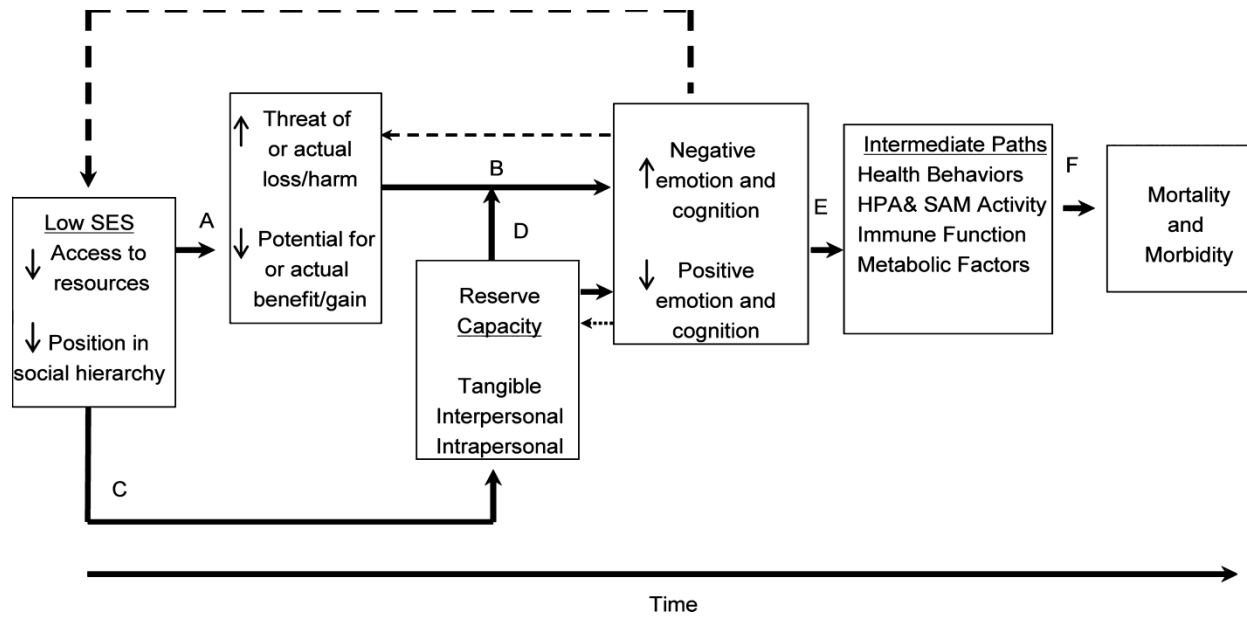 Low SES
↓ Access to
resources
↓ Position in
social hierarchy
A
↑ Threat of
or actual
loss/harm
↓ Potential for
or actual
benefit/gain
B
C
D
Reserve
Capacity
Tangible
Interpersonal
Intrapersonal
↑ Negative
emotion and
cognition
↓ Positive
emotion and
cognition
E
Intermediate Paths
Health Behaviors
HPA& SAM Activity
Immune Function
Metabolic Factors
F
Mortality
and
Morbidity
Time